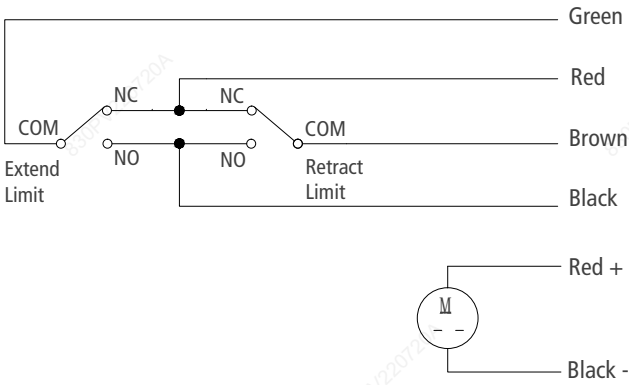 Green
Red
NC
NC
COM
COM
Brown
NO
NO
Extend
Limit
Retract
Limit
Black
Red +
M
Black -